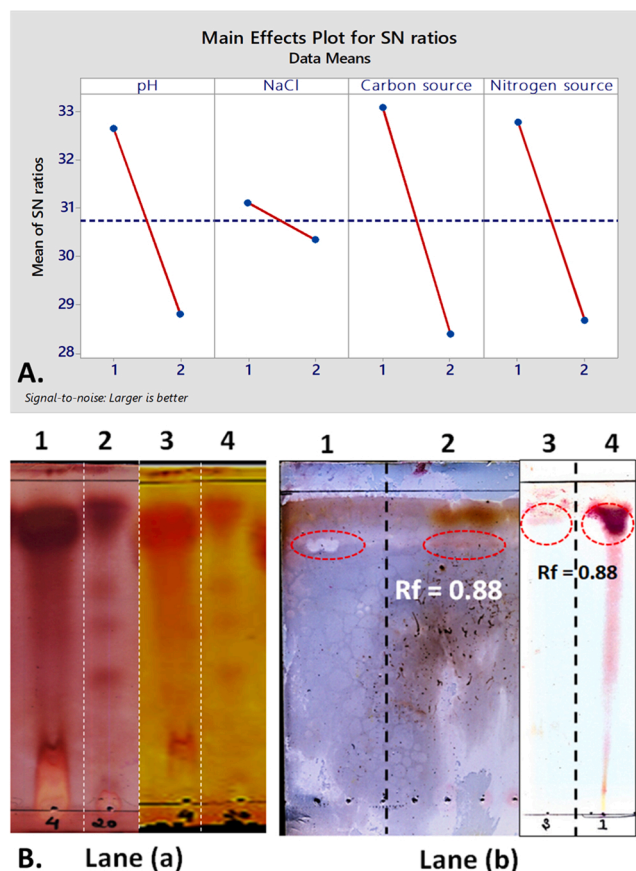 Main Effects Plot for SN ratios
Data Means
pH NaCl Carbon source Nitrogen source
Mean of SN ratios
33
32
31
30
29
28
1 2 1 2 1 2 1 2
A.
Signal-to-noise: Larger is better
1 2 3 4 1 2 3 4
Rf = 0.88
Rf = 0.88
4 20 20 8 1
B. Lane (a) Lane (b)